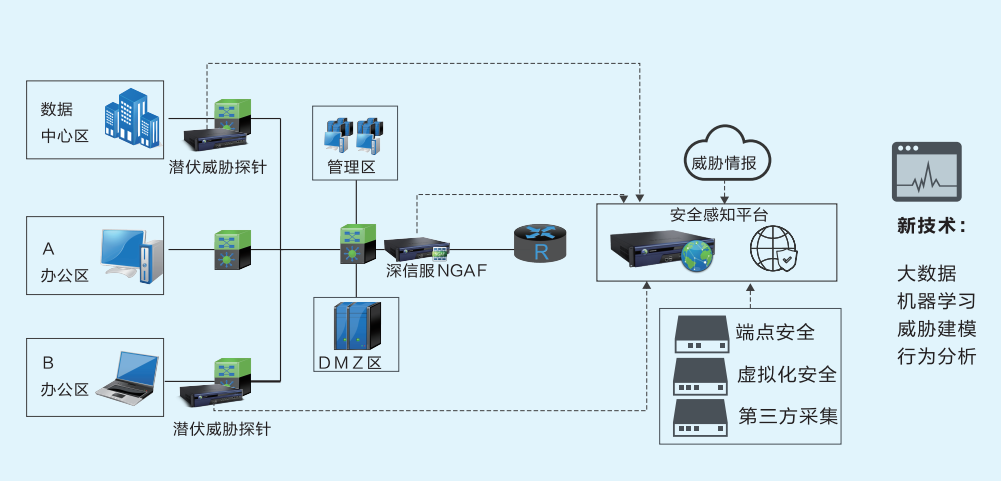 数据
中心区
潜伏威胁探针
管理区
A
办公区
深信服NGAF
R
威胁情报
安全感知平台
新技术：
大数据
机器学习
威胁建模
行为分析
DMZ区
端点安全
虚拟化安全
第三方采集
B
办公区
潜伏威胁探针